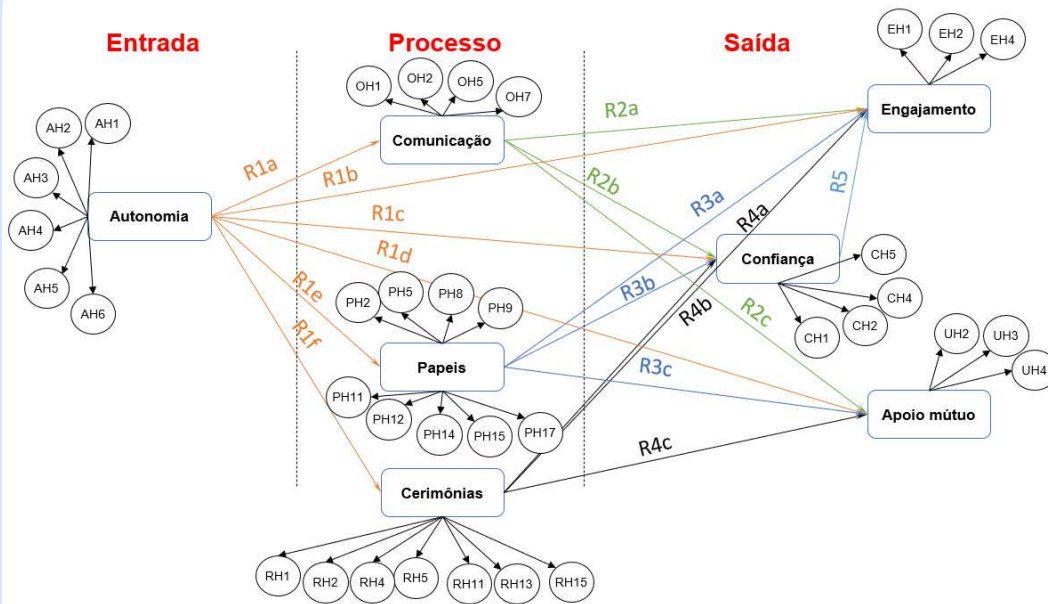 Entrada
Processo
Saída
AH2
AH1
AH3
AH4
AH5
AH6
Autonomia
R1a
R1b
R1c
R1d
R1e
R1f
OH1
OH2
OH5
OH7
Comunicação
R2a
R2b
R2c
PH2
PH5
PH8
PH9
Papeis
PH11
PH12
PH14
PH15
PH17
R3a
R3b
R3c
Cerimônias
RH1
RH2
RH4
RH5
RH11
RH13
RH15
R4a
R4b
R4c
EH1
EH2
EH4
Engajamento
R5
Confiança
CH5
CH4
CH2
CH1
UH2
UH3
UH4
Apoio mútuo